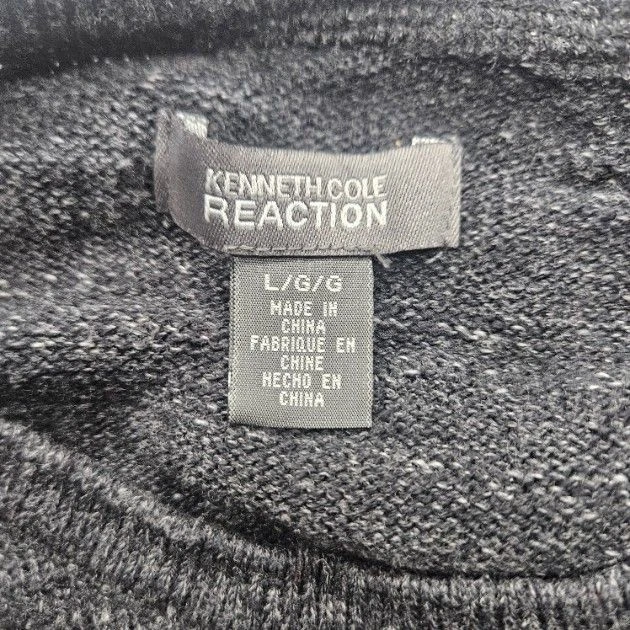 KENNETH COLE
REACTION
L/G/G
MADE IN
CHINA
FABRIQUE EN
CHINE
HECHO EN
CHINA